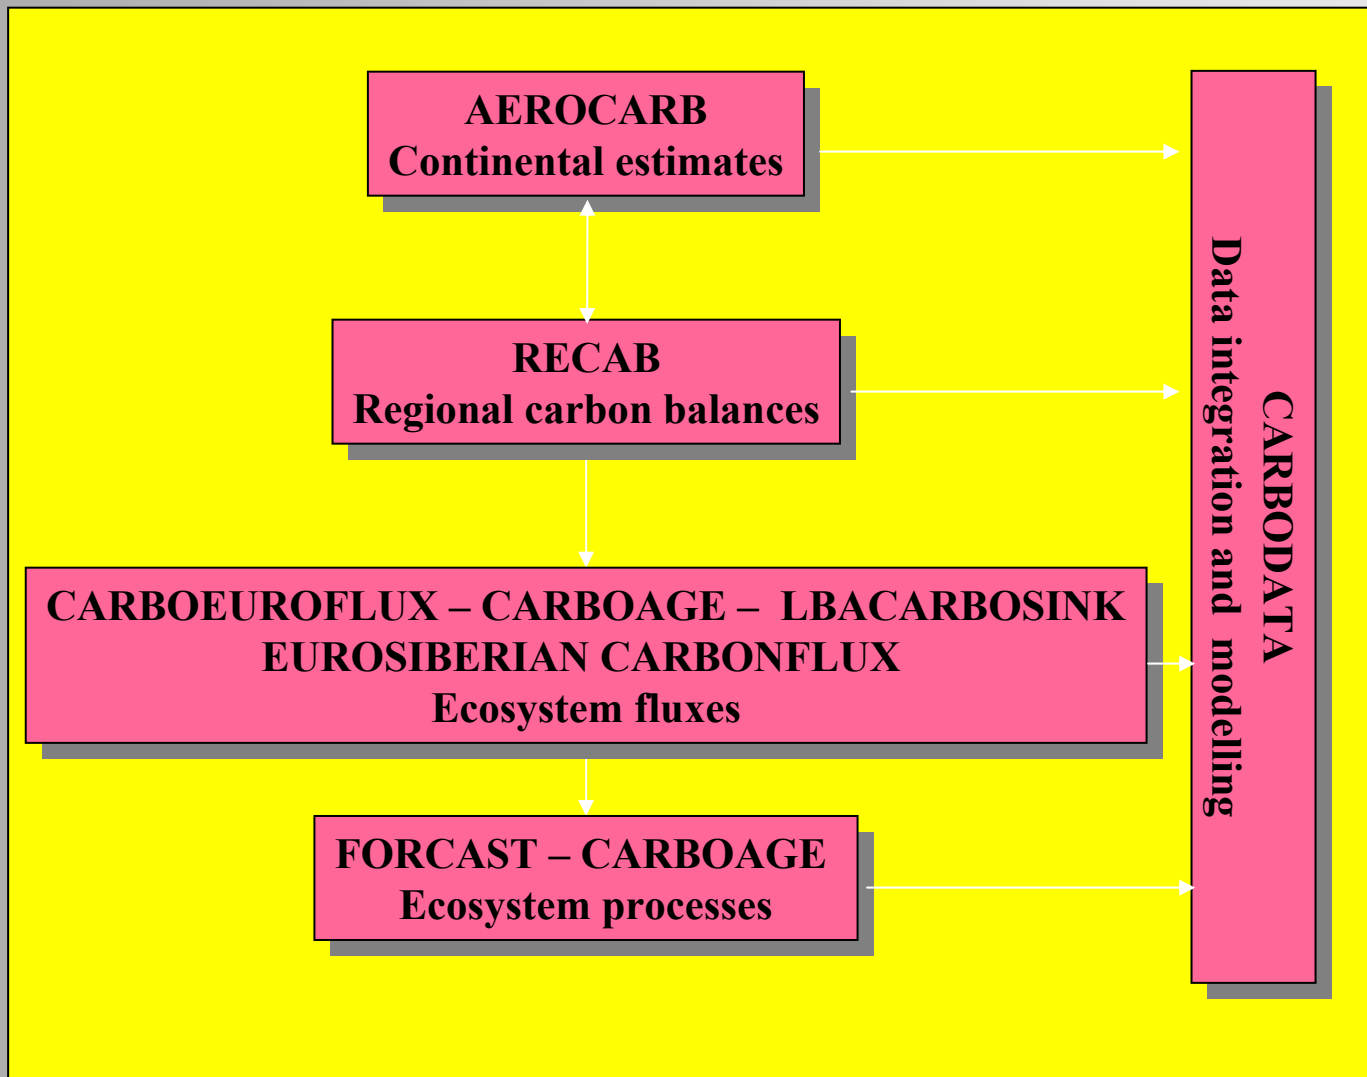 AEROCARB
Continental estimates
RECAB
Regional carbon balances
CARBOEUROFLUX – CARBOAGE – LBACARBOSINK
EUROSIBERIAN CARBONFLUX
Ecosystem fluxes
FORCAST – CARBOAGE
Ecosystem processes
CARBODATA
Data integration and modelling